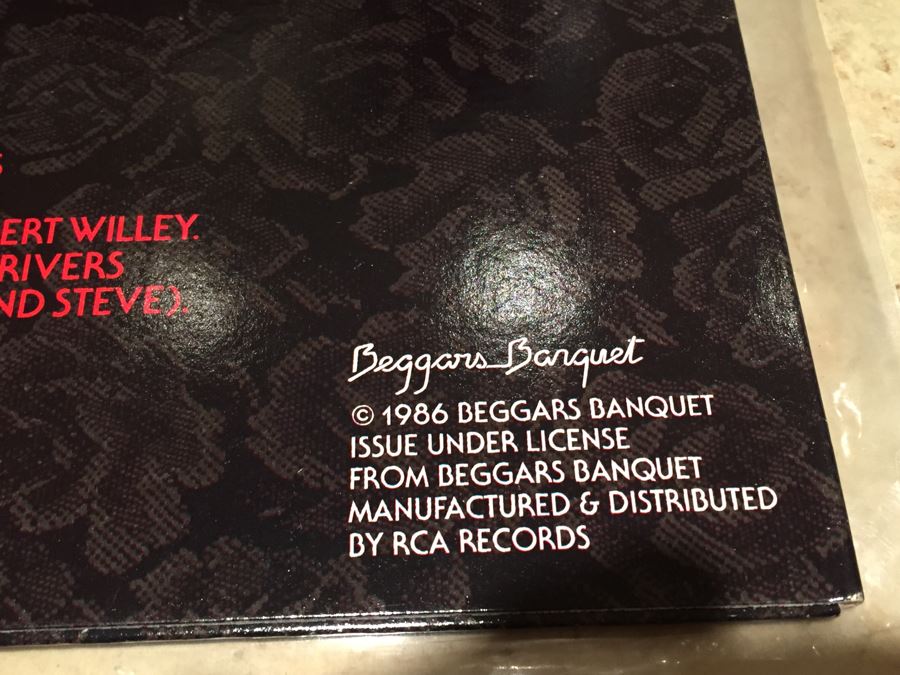 S
ERT WILLEY.
RIVERS
ND STEVE).
Beggars Banquet
© 1986 BEGGARS BANQUET
ISSUE UNDER LICENSE
FROM BEGGARS BANQUET
MANUFACTURED & DISTRIBUTED
BY RCA RECORDS